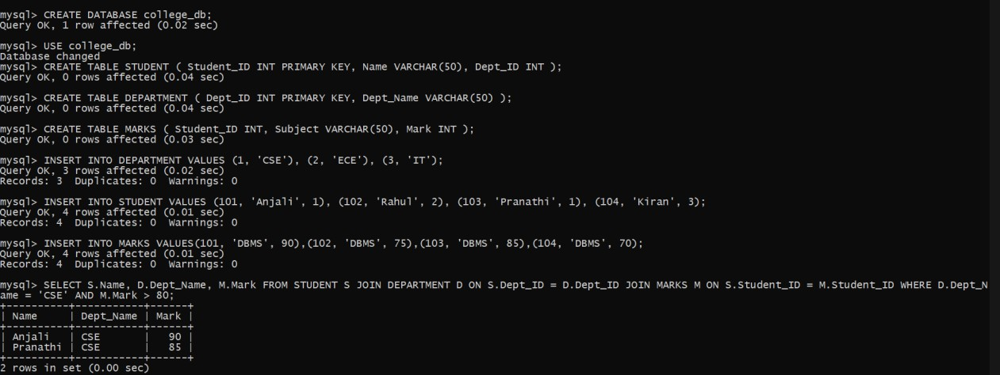 mysql> CREATE DATABASE college_db;
Query OK, 1 row affected (0.02 sec)
mysql> USE college_db;
Database changed
mysql> CREATE TABLE STUDENT ( Student_ID INT PRIMARY KEY, Name VARCHAR(50), Dept_ID INT );
Query OK, 0 rows affected (0.04 sec)
mysql> CREATE TABLE DEPARTMENT ( Dept_ID INT PRIMARY KEY, Dept_Name VARCHAR(50) );
Query OK, 0 rows affected (0.04 sec)
mysql> CREATE TABLE MARKS ( Student_ID INT, Subject VARCHAR(50), Mark INT );
Query OK, 0 rows affected (0.03 sec)
mysql> INSERT INTO DEPARTMENT VALUES (1, 'CSE'), (2, 'ECE'), (3, 'IT');
Query OK, 3 rows affected (0.02 sec)
Records: 3  Duplicates: 0  Warnings: 0
mysql> INSERT INTO STUDENT VALUES (101, 'Anjali', 1), (102, 'Rahul', 2), (103, 'Pranathi', 1), (104, 'Kiran', 3);
Query OK, 4 rows affected (0.01 sec)
Records: 4  Duplicates: 0  Warnings: 0
mysql> INSERT INTO MARKS VALUES(101, 'DBMS', 90),(102, 'DBMS', 75),(103, 'DBMS', 85),(104, 'DBMS', 70);
Query OK, 4 rows affected (0.01 sec)
Records: 4  Duplicates: 0  Warnings: 0
mysql> SELECT S.Name, D.Dept_Name, M.Mark FROM STUDENT S JOIN DEPARTMENT D ON S.Dept_ID = D.Dept_ID JOIN MARKS M ON S.Student_ID = M.Student_ID WHERE D.Dept_N
ame = 'CSE' AND M.Mark > 80;
+----------+-----------+------+
| Name     | Dept_Name | Mark |
+----------+-----------+------+
| Anjali   | CSE       |   90 |
| Pranathi | CSE       |   85 |
+----------+-----------+------+
2 rows in set (0.00 sec)